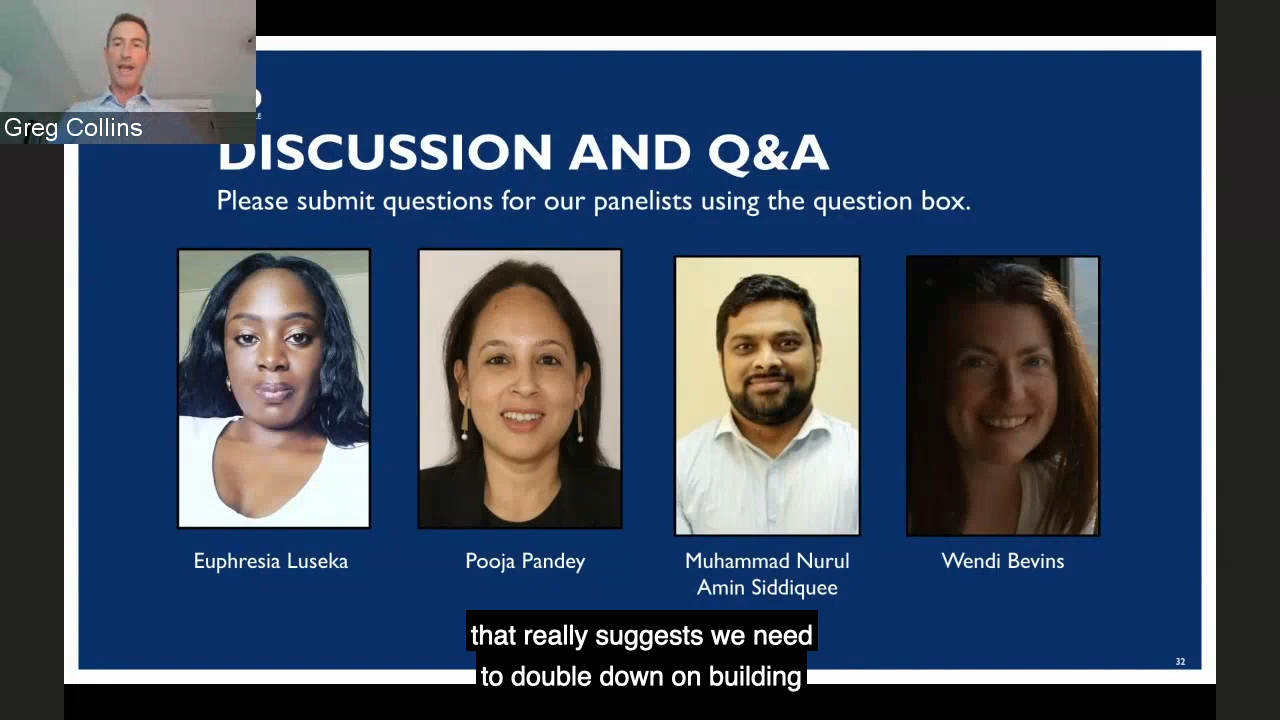 Greg Collins
DISCUSSION AND Q&A
Please submit questions for our panelists using the question box.
Euphresia Luseka
Pooja Pandey
Muhammad Nurul
Amin Siddiquee
Wendi Bevins
that really suggests we need
to double down on building
32